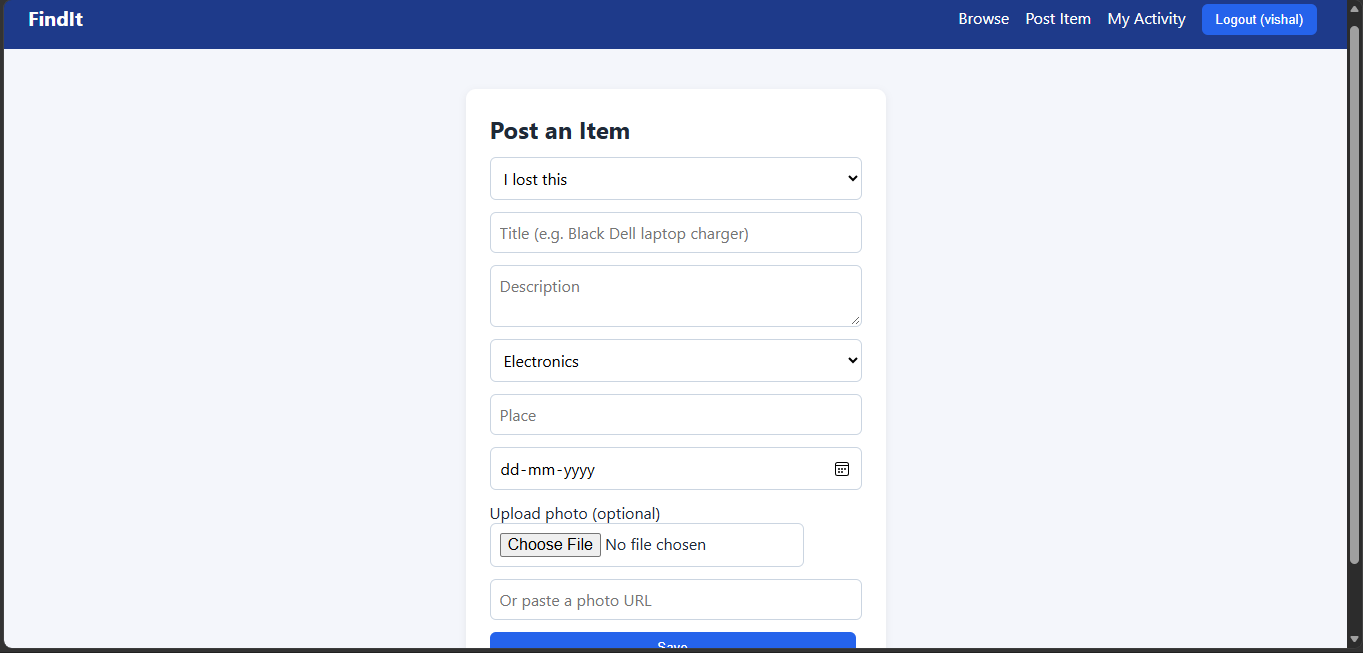 FindIt
Browse Post Item My Activity Logout (vishal)
Post an Item
I lost this
Title (e.g. Black Dell laptop charger)
Description
Electronics
Place
dd-mm-yyyy
Upload photo (optional)
Choose File No file chosen
Or paste a photo URL
Save